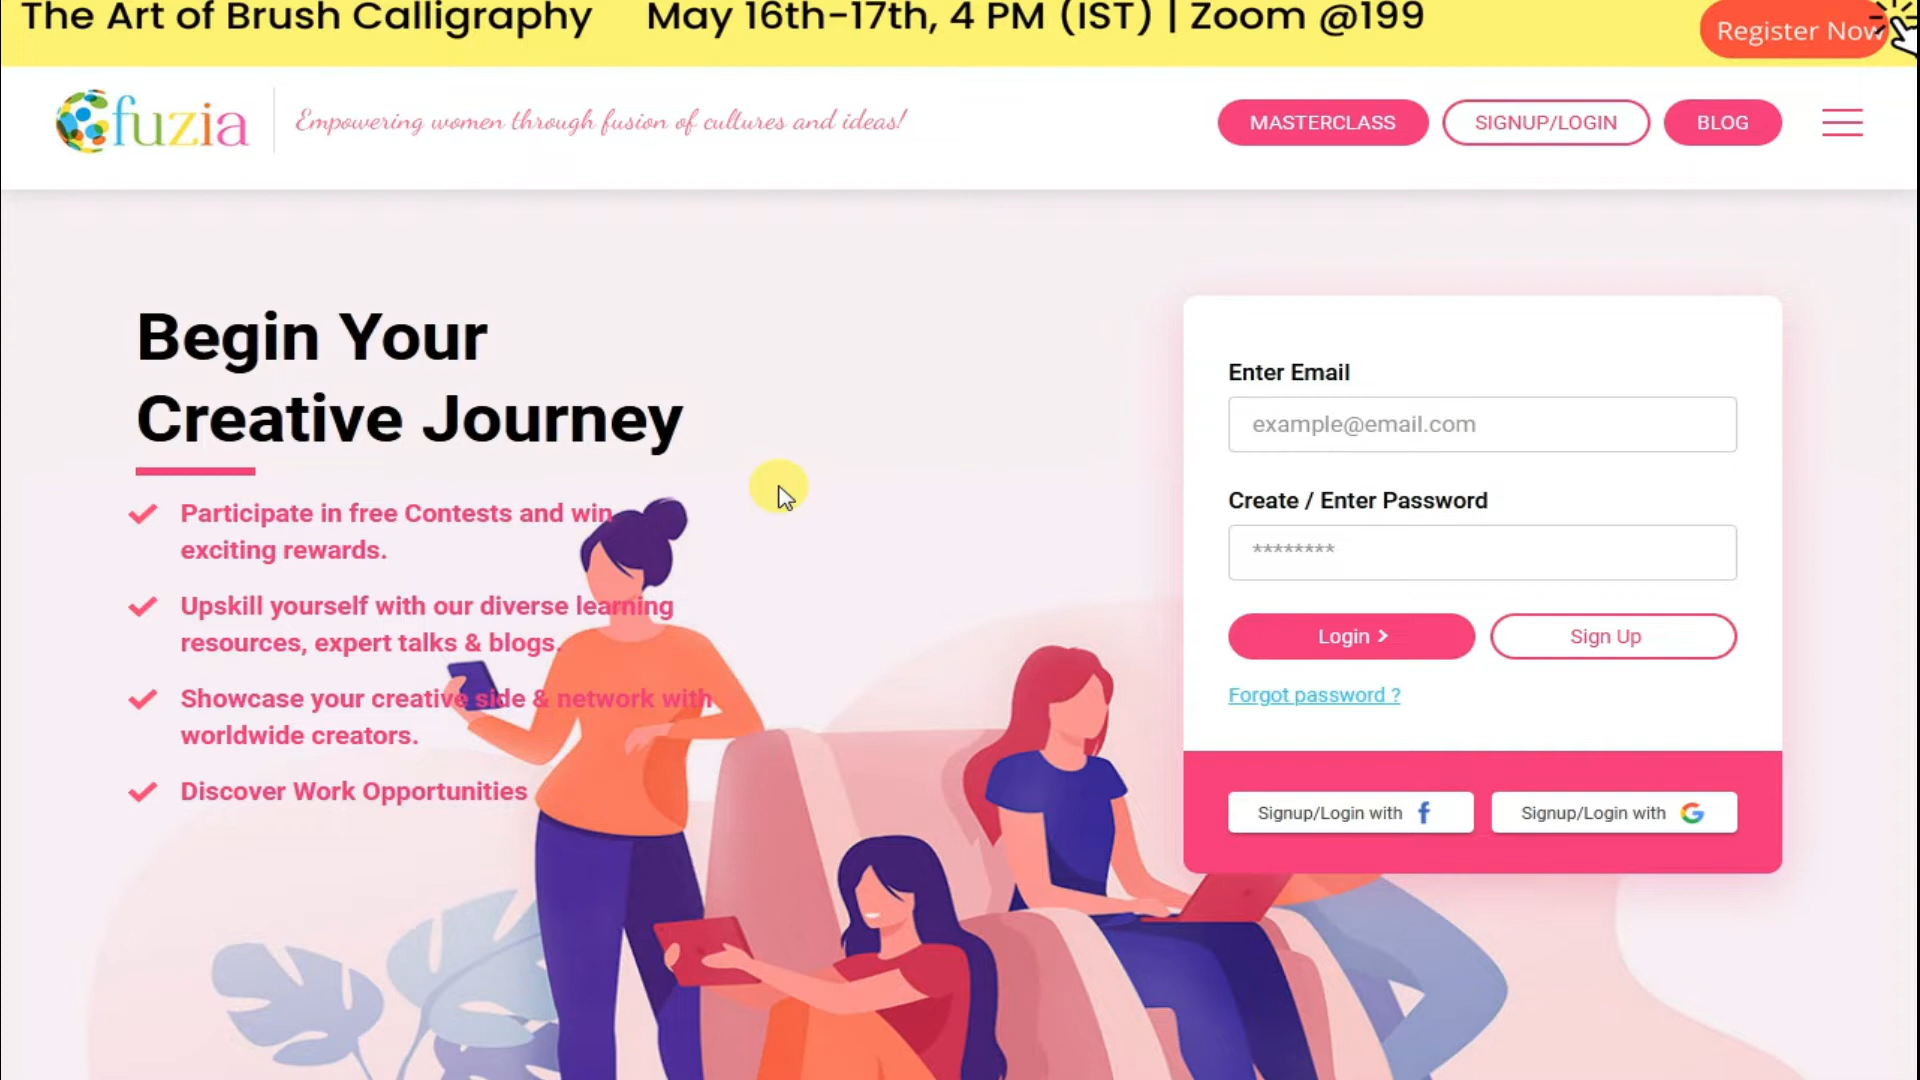 The Art of Brush Calligraphy May 16th-17th, 4 PM (IST) | Zoom @199
Register Now
fuzia
Empowering women through fusion of cultures and ideas!
MASTERCLASS
SIGNUP/LOGIN
BLOG
Begin Your
Creative Journey
Participate in free Contests and win
exciting rewards.
Upskill yourself with our diverse learning
resources, expert talks & blogs.
Showcase your creative side & network with
worldwide creators.
Discover Work Opportunities
Enter Email
example@email.com
Create / Enter Password
********
Login >
Sign Up
Forgot password ?
Signup/Login with f
Signup/Login with G